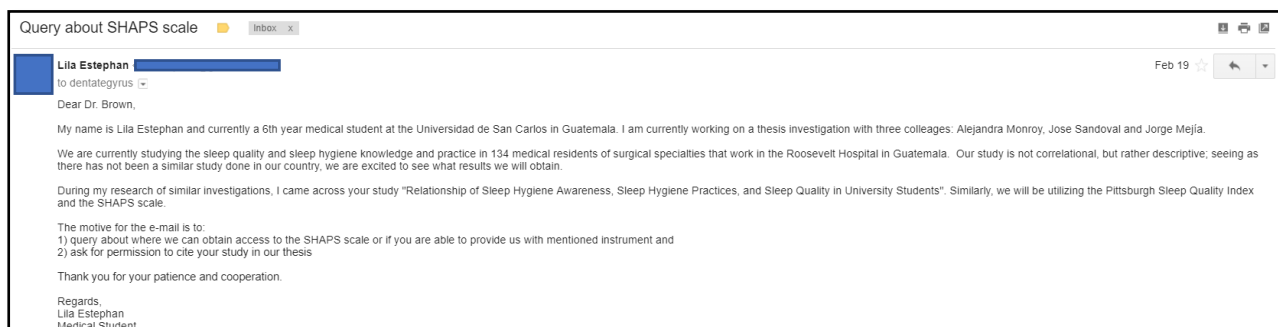 Query about SHAPS scale
Inbox x
Lila Estephan
Feb 19
to dentategyrus
Dear Dr. Brown,
My name is Lila Estephan and currently a 6th year medical student at the Universidad de San Carlos in Guatemala. I am currently working on a thesis investigation with three colleages: Alejandra Monroy, Jose Sandoval and Jorge Mejía.
We are currently studying the sleep quality and sleep hygiene knowledge and practice in 134 medical residents of surgical specialties that work in the Roosevelt Hospital in Guatemala. Our study is not correlational, but rather descriptive; seeing as
there has not been a similar study done in our country, we are excited to see what results we will obtain.
During my research of similar investigations, I came across your study "Relationship of Sleep Hygiene Awareness, Sleep Hygiene Practices, and Sleep Quality in University Students". Similarly, we will be utilizing the Pittsburgh Sleep Quality Index
and the SHAPS scale.
The motive for the e-mail is to:
1) query about where we can obtain access to the SHAPS scale or if you are able to provide us with mentioned instrument and
2) ask for permission to cite your study in our thesis
Thank you for your patience and cooperation.
Regards,
Lila Estephan
Medical Student